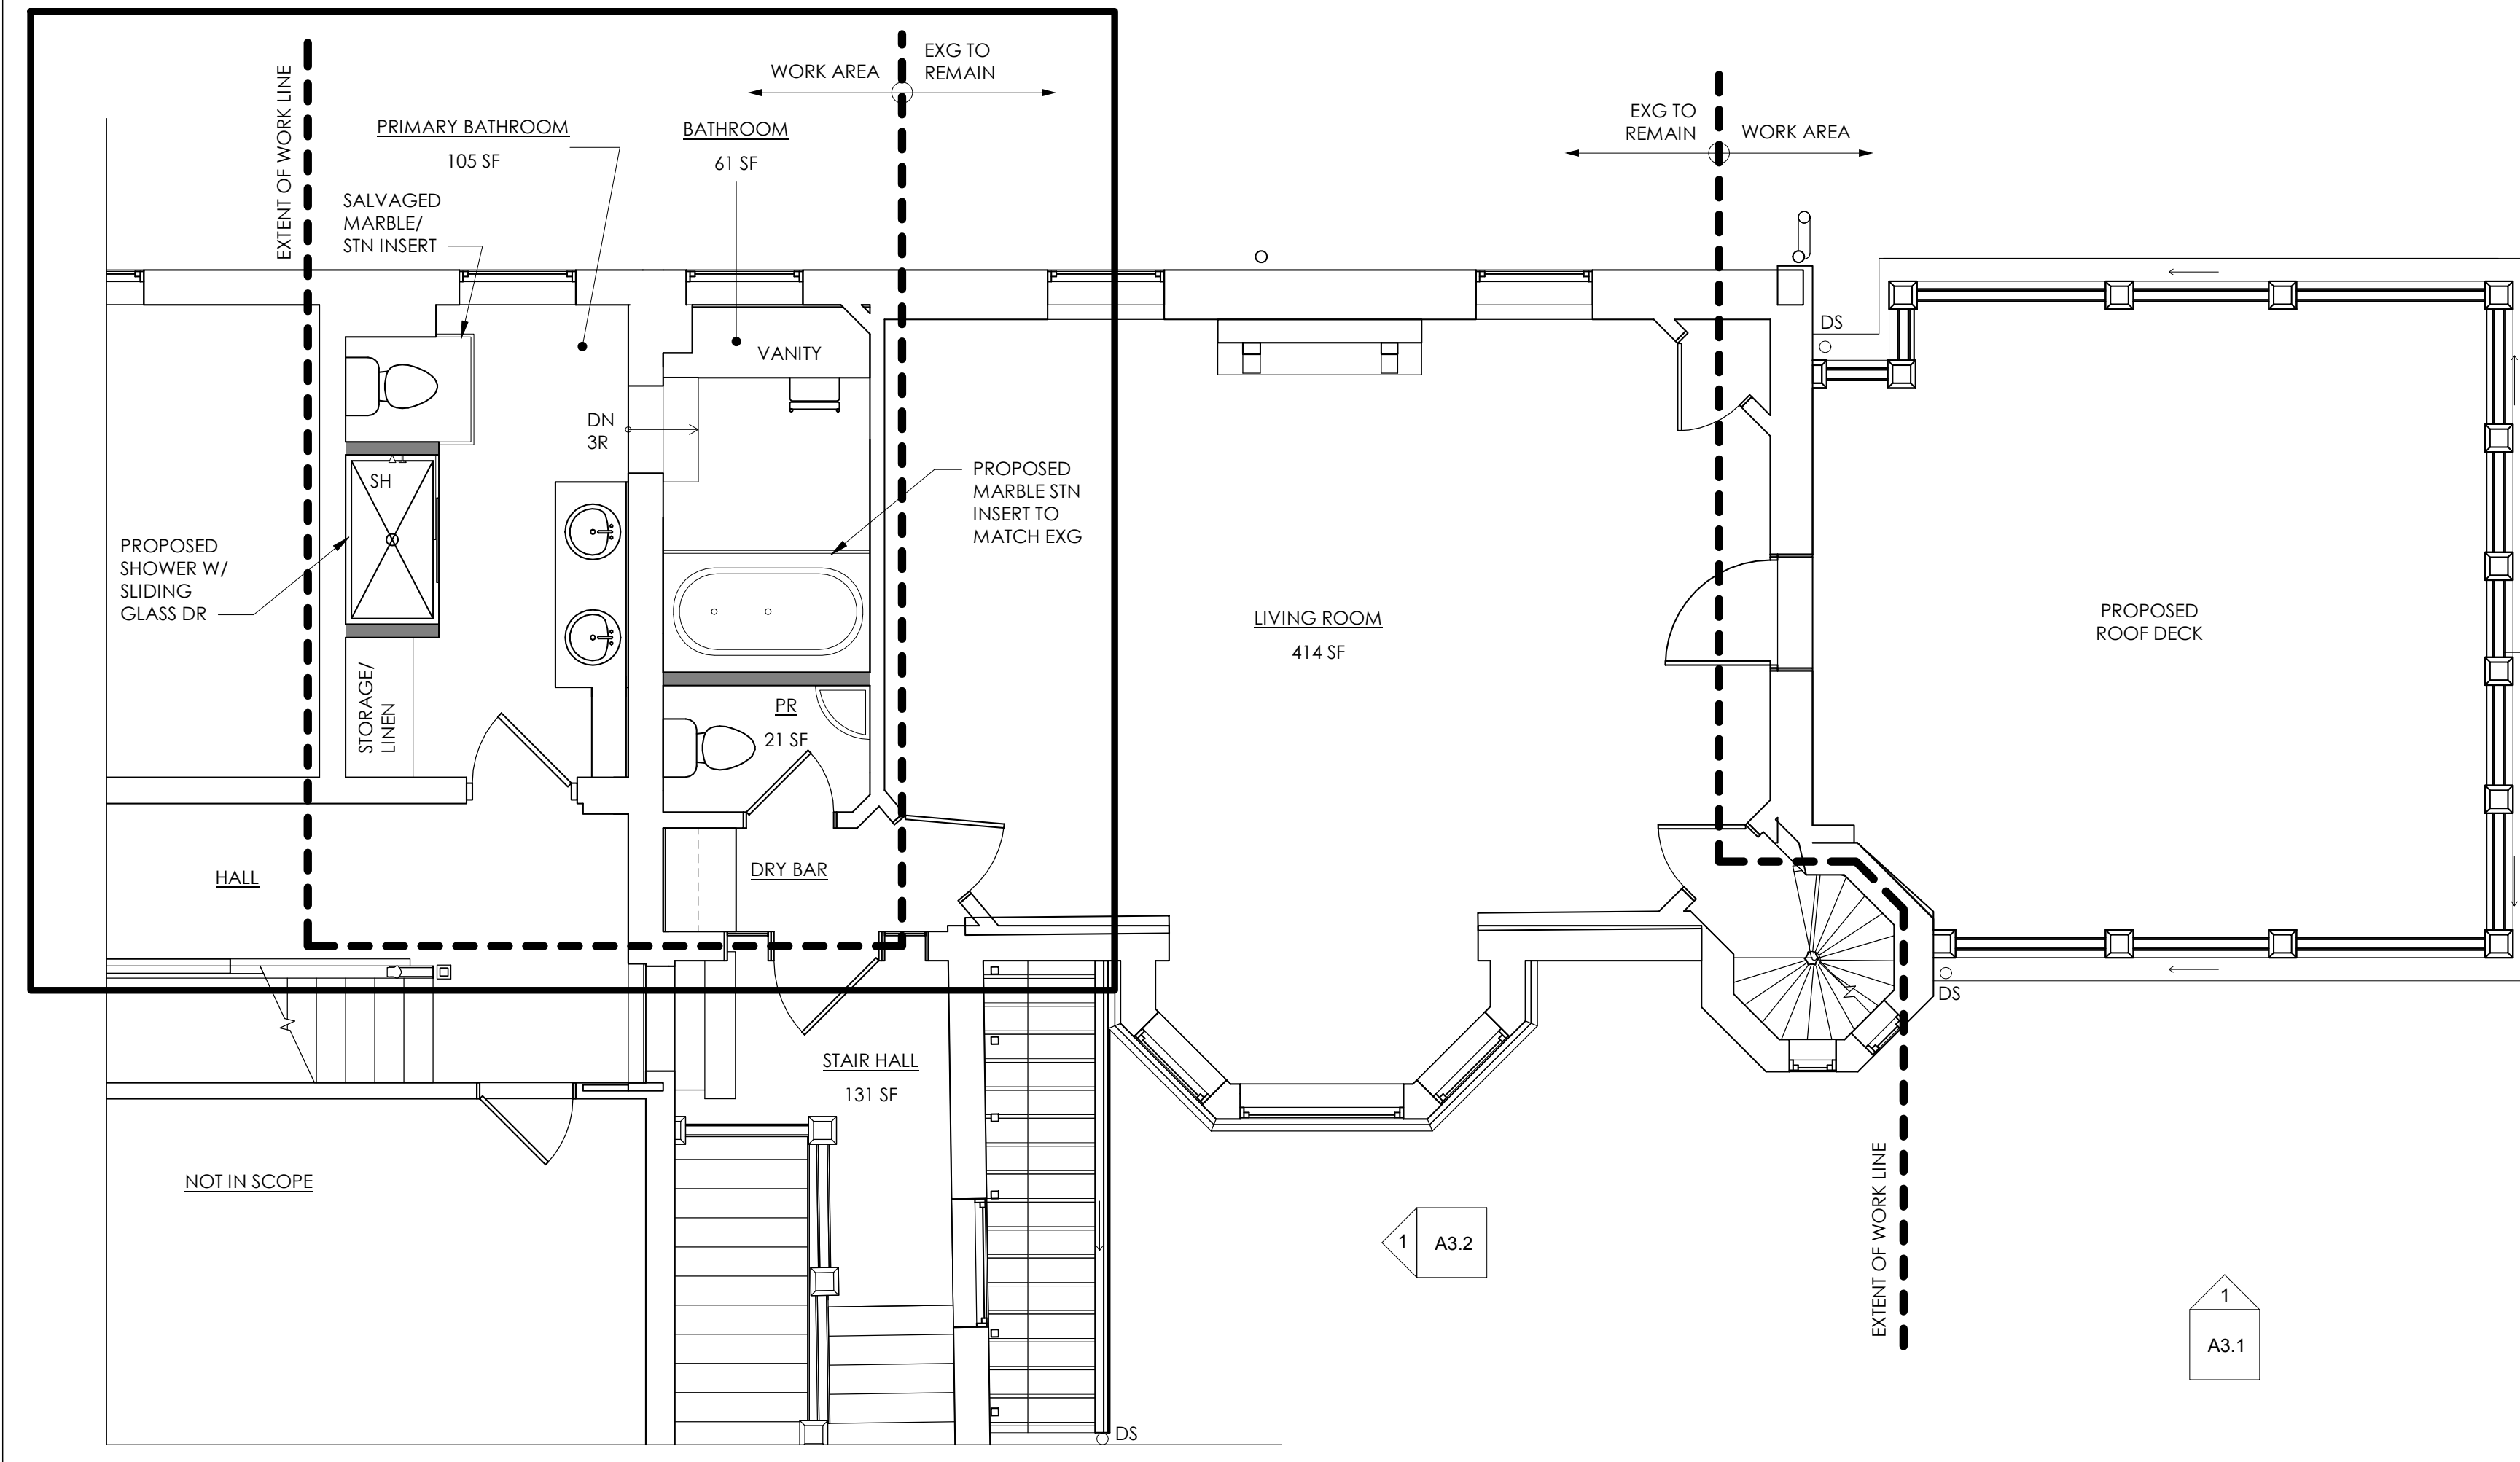 EXTENT OF WORK LINE
WORK AREA
EXG TO
REMAIN
PRIMARY BATHROOM
105 SF
BATHROOM
61 SF
SALVAGED
MARBLE/
STN INSERT
EXG TO
REMAIN
WORK AREA
DS
VANITY
DN
3R
SH
PROPOSED
MARBLE STN
INSERT TO
MATCH EXG
PROPOSED
SHOWER W/
SLIDING
GLASS DR
LIVING ROOM
414 SF
PROPOSED
ROOF DECK
STORAGE/
LINEN
PR
21 SF
HALL
DRY BAR
DS
STAIR HALL
131 SF
NOT IN SCOPE
EXTENT OF WORK LINE
1
A3.2
1
A3.1
DS